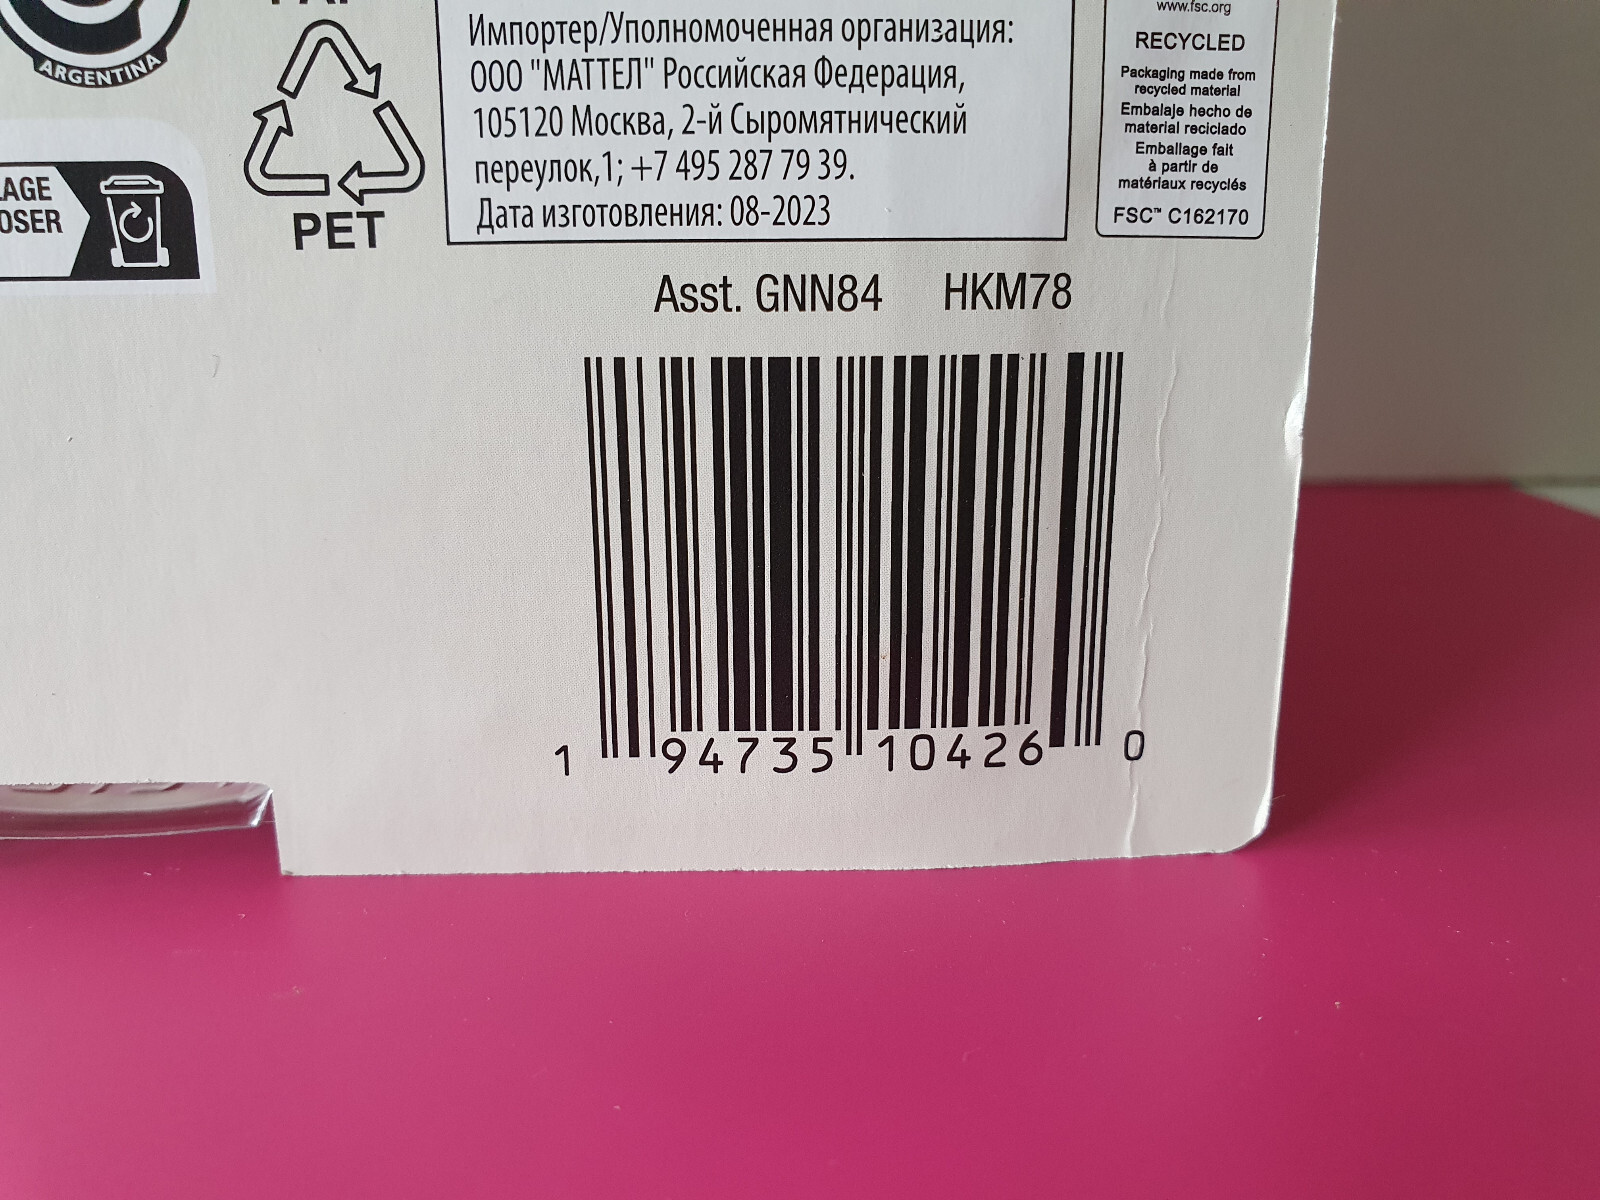 ARGENTINA
LAGE
OSER
PET
Импортер/Уполномоченная организация:
ООО "МАТТЕЛ" Российская Федерация,
105120 Москва, 2-й Сыромятнический
переулок,1; +7 495 287 79 39.
Дата изготовления: 08-2023
www.fsc.org
RECYCLED
Packaging made from
recycled material
Embalaje hecho de
material reciclado
Emballage fait
à partir de
matériaux recyclés
FSC™ C162170
Asst. GNN84 HKM78
1 94735 10426 0